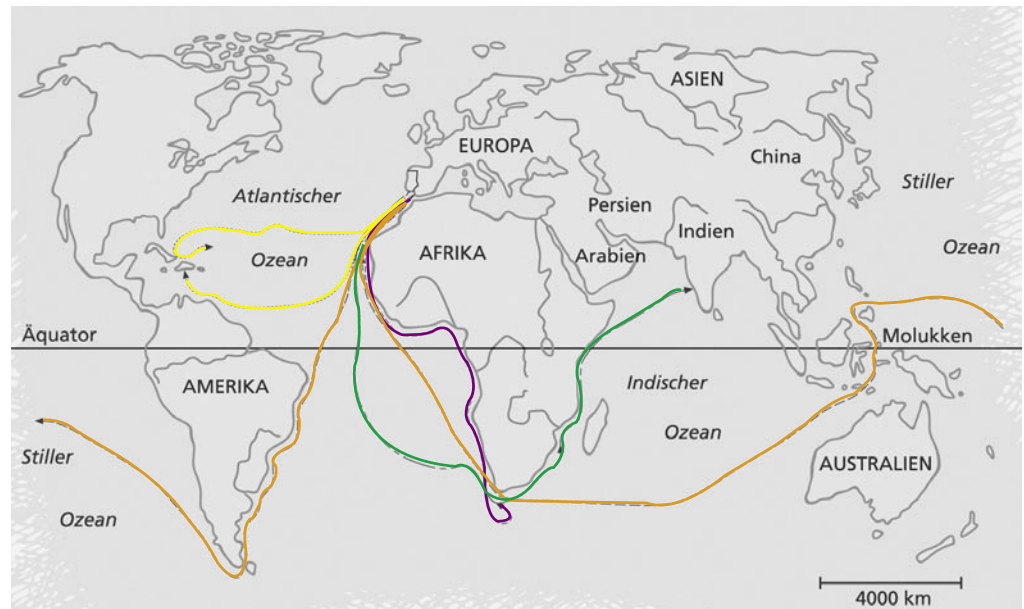 ASIEN
EUROPA
China
Atlantischer
Stiller
Persien
Indien
Ozean
AFRIKA
Arabien
Ozean
Äquator
Molukken
AMERIKA
Indischer
Ozean
Stiller
AUSTRALIEN
Ozean
4000 km